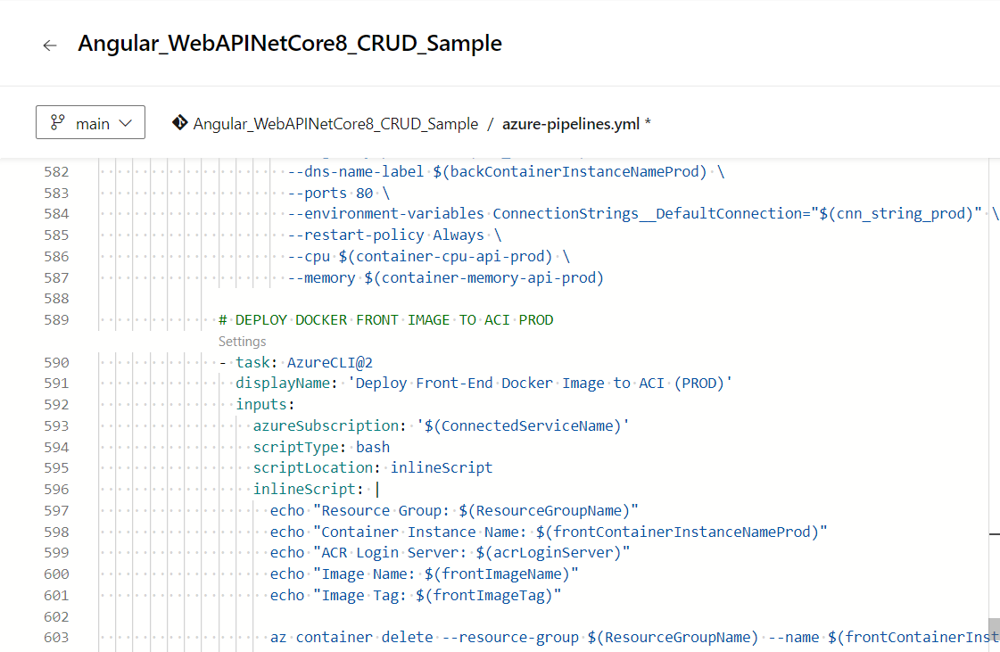 Angular_WebAPINetCore8_CRUD_Sample
main Angular_WebAPINetCore8_CRUD_Sample / azure-pipelines.yml *
582 --dns-name-label $(backContainerInstanceNameProd) \
583 --ports 80 \
584 --environment-variables ConnectionStrings__DefaultConnection="$(cnn_string_prod)" \
585 --restart-policy Always \
586 --cpu $(container-cpu-api-prod) \
587 --memory $(container-memory-api-prod)
588
589 # DEPLOY DOCKER FRONT IMAGE TO ACI PROD
Settings
590 - task: AzureCLI@2
591 displayName: 'Deploy Front-End Docker Image to ACI (PROD)'
592 inputs:
593 azureSubscription: '$(ConnectedServiceName)'
594 scriptType: bash
595 scriptLocation: inlineScript
596 inlineScript: |
597 echo "Resource Group: $(ResourceGroupName)"
598 echo "Container Instance Name: $(frontContainerInstanceNameProd)"
599 echo "ACR Login Server: $(acrLoginServer)"
600 echo "Image Name: $(frontImageName)"
601 echo "Image Tag: $(frontImageTag)"
602
603 az container delete --resource-group $(ResourceGroupName) --name $(frontContainerInst